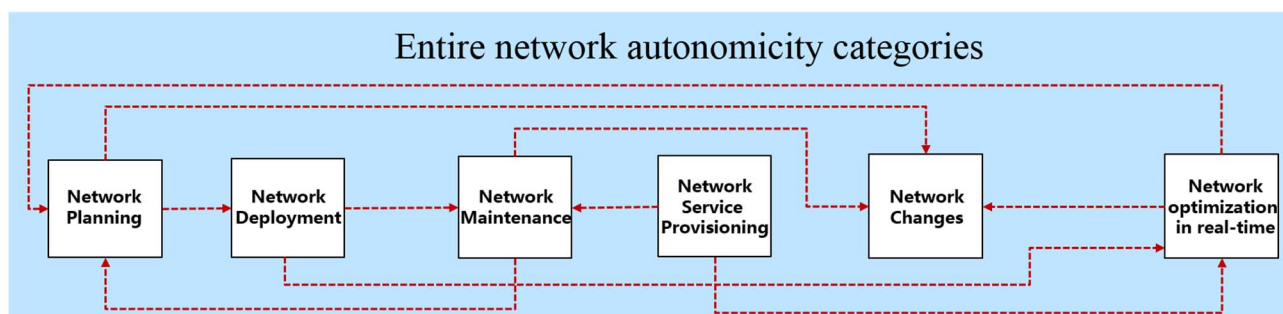 Entire network autonomicity categories
Network
Planning
Network
Deployment
Network
Maintenance
Network
Service
Provisioning
Network
Changes
Network
optimization
in real-time